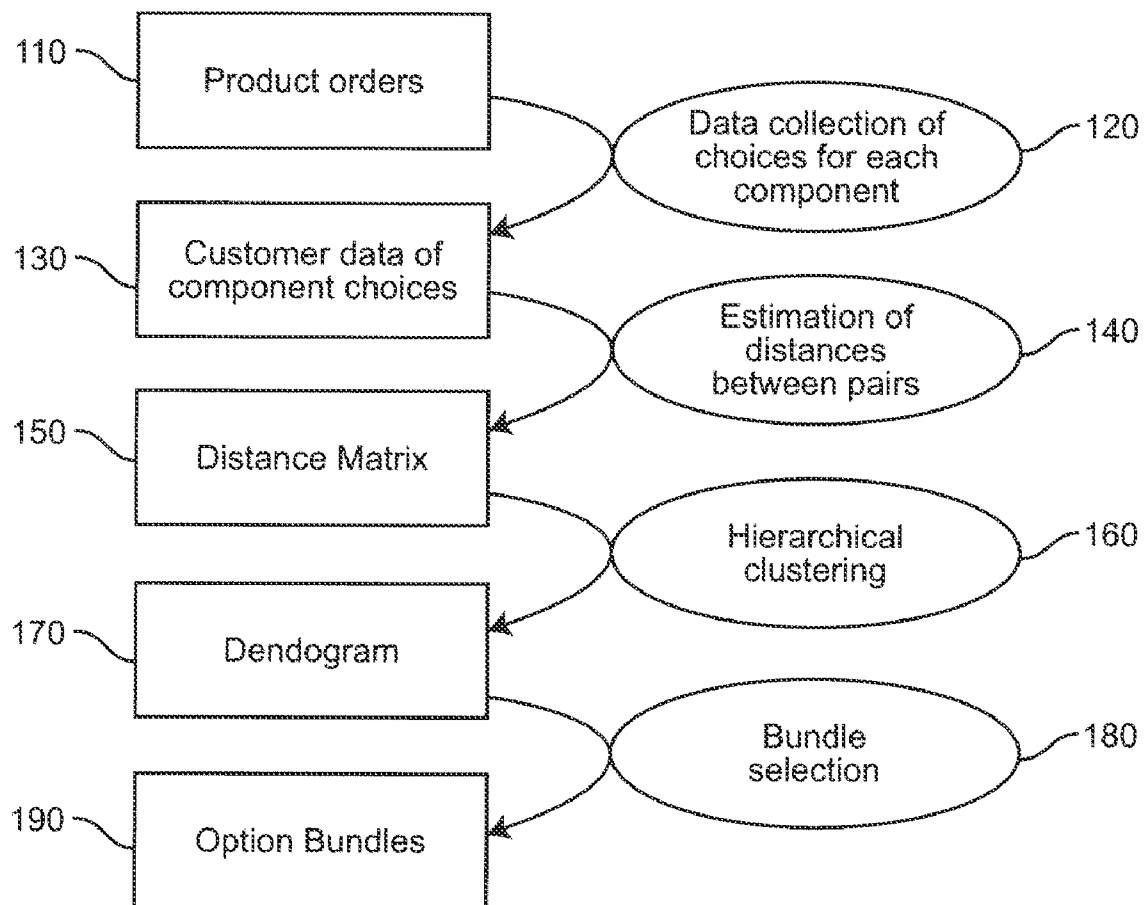 110
Product orders
Data collection of
choices for each
component
120
130
Customer data of
component choices
Estimation of
distances
between pairs
140
150
Distance Matrix
Hierarchical
clustering
160
170
Dendogram
Bundle
selection
180
190
Option Bundles